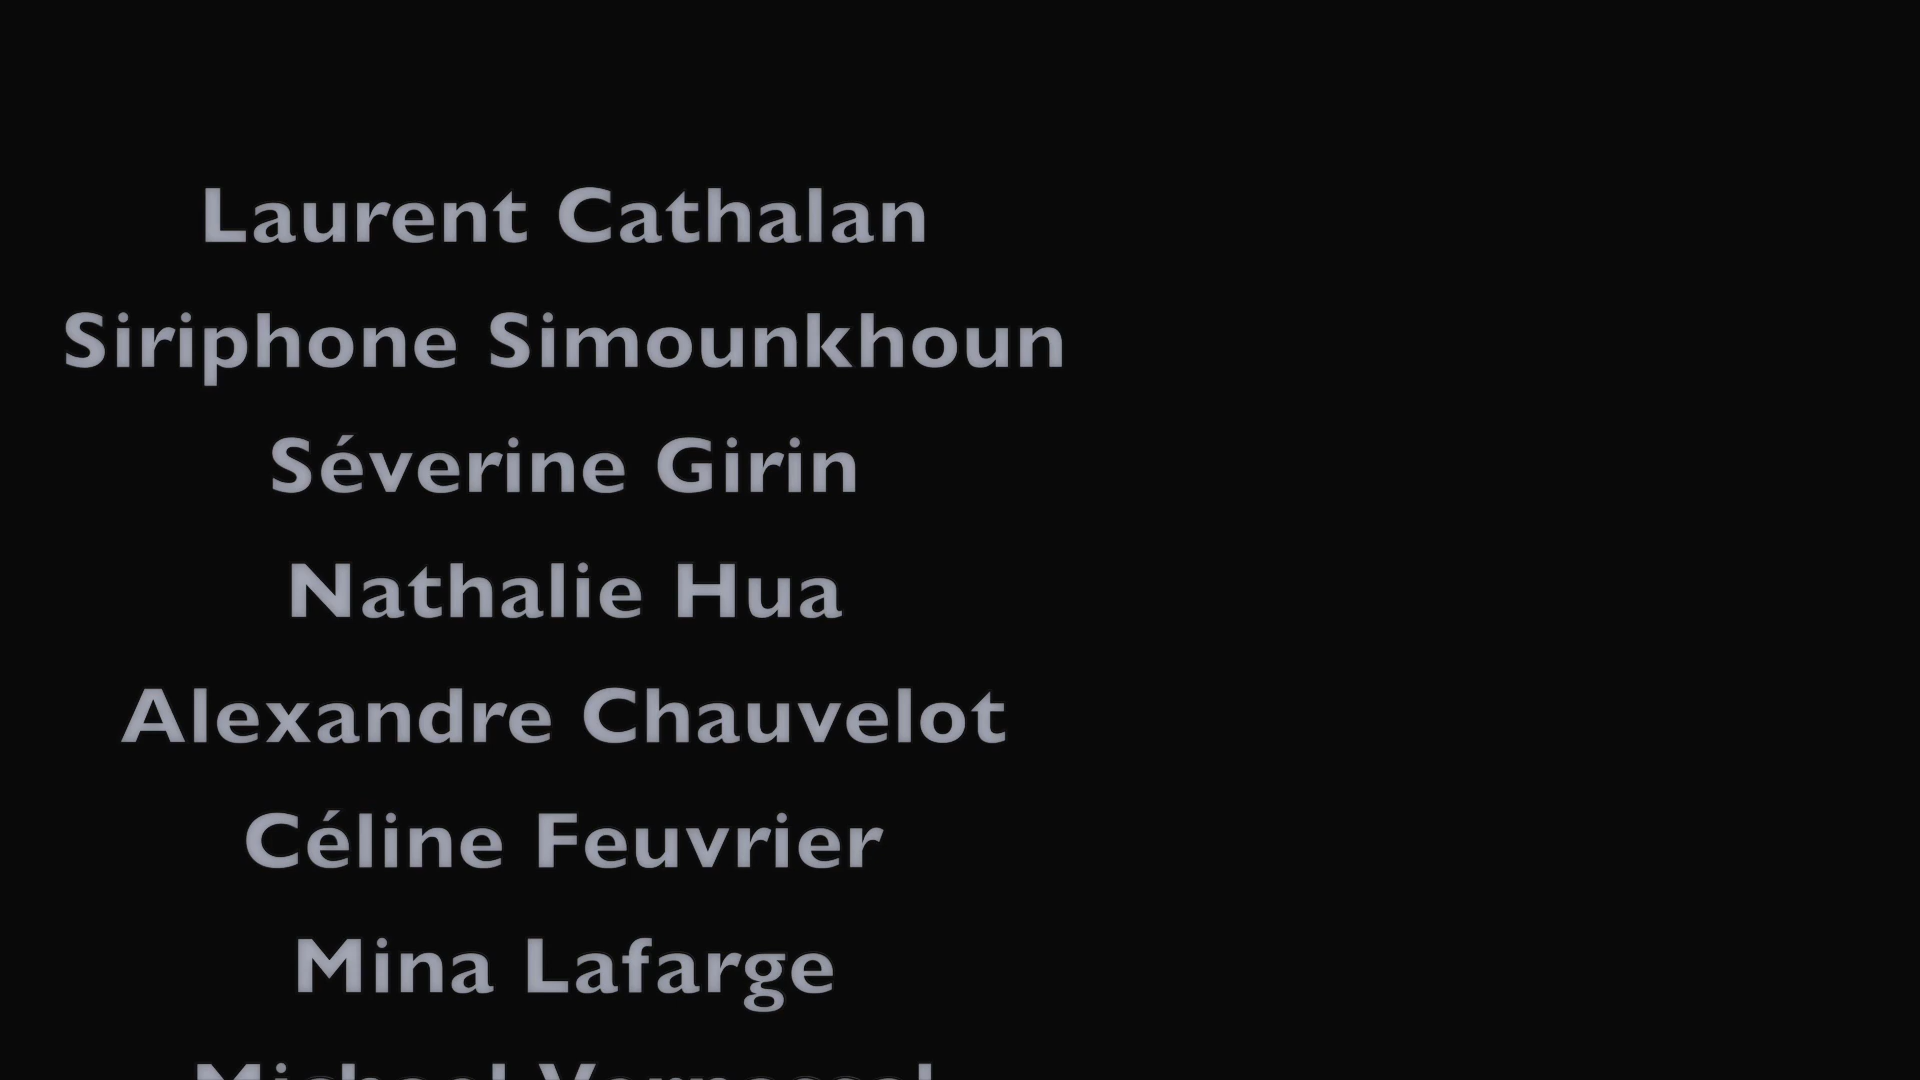 Laurent Cathalan
Siriphone Simounkhoun
Séverine Girin
Nathalie Hua
Alexandre Chauvelot
Céline Feuvrier
Mina Lafarge